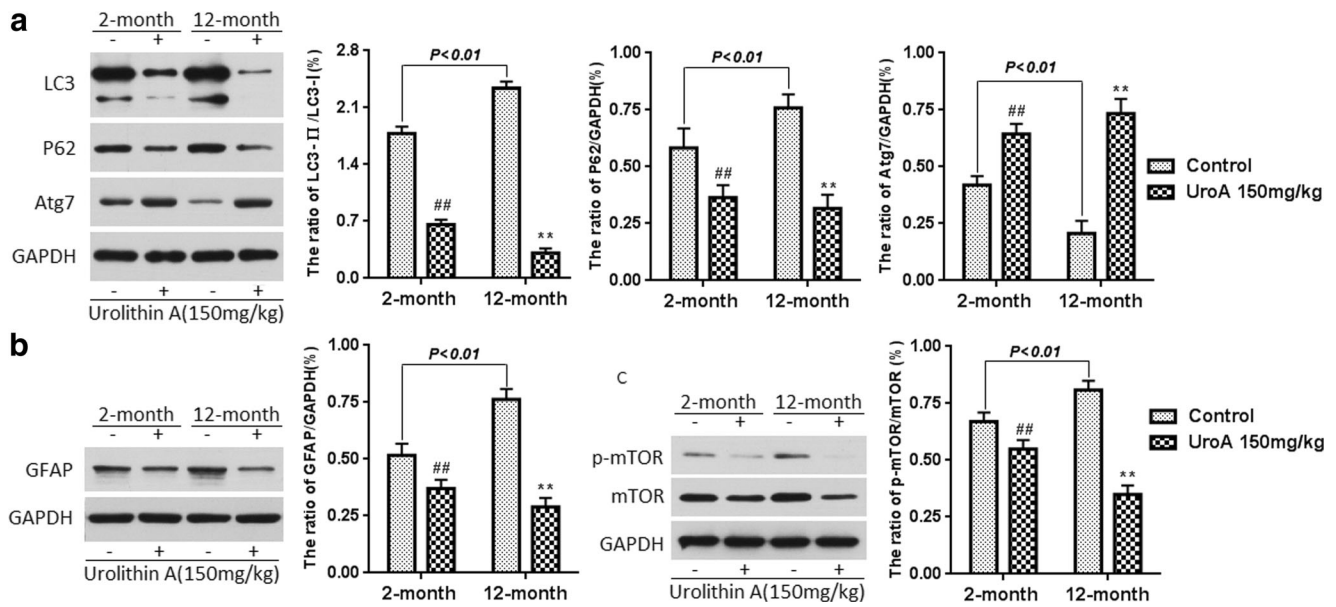 a
2-month 12-month
- + - +
LC3
P62
Atg7
GAPDH
- + - +
Urolithin A(150mg/kg)
The ratio of LC3-II/LC3-I(%)
2.8
2.1
1.4
0.7
0.0
P<0.01
##
**
2-month 12-month
The ratio of P62/GAPDH(%)
1.00
0.75
0.50
0.25
0.00
P<0.01
##
**
2-month 12-month
The ratio of Atg7/GAPDH(%)
1.00
0.75
0.50
0.25
0.00
P<0.01
##
**
2-month 12-month
Control
UroA 150mg/kg
b
2-month 12-month
- + - +
GFAP
GAPDH
- + - +
Urolithin A(150mg/kg)
The ratio of GFAP/GAPDH(%)
1.00
0.75
0.50
0.25
0.00
P<0.01
##
**
2-month 12-month
C
2-month 12-month
- + - +
p-mTOR
mTOR
GAPDH
- + - +
Urolithin A(150mg/kg)
The ratio of p-mTOR/mTOR (%)
1.00
0.75
0.50
0.25
0.00
P<0.01
##
**
2-month 12-month
Control
UroA 150mg/kg